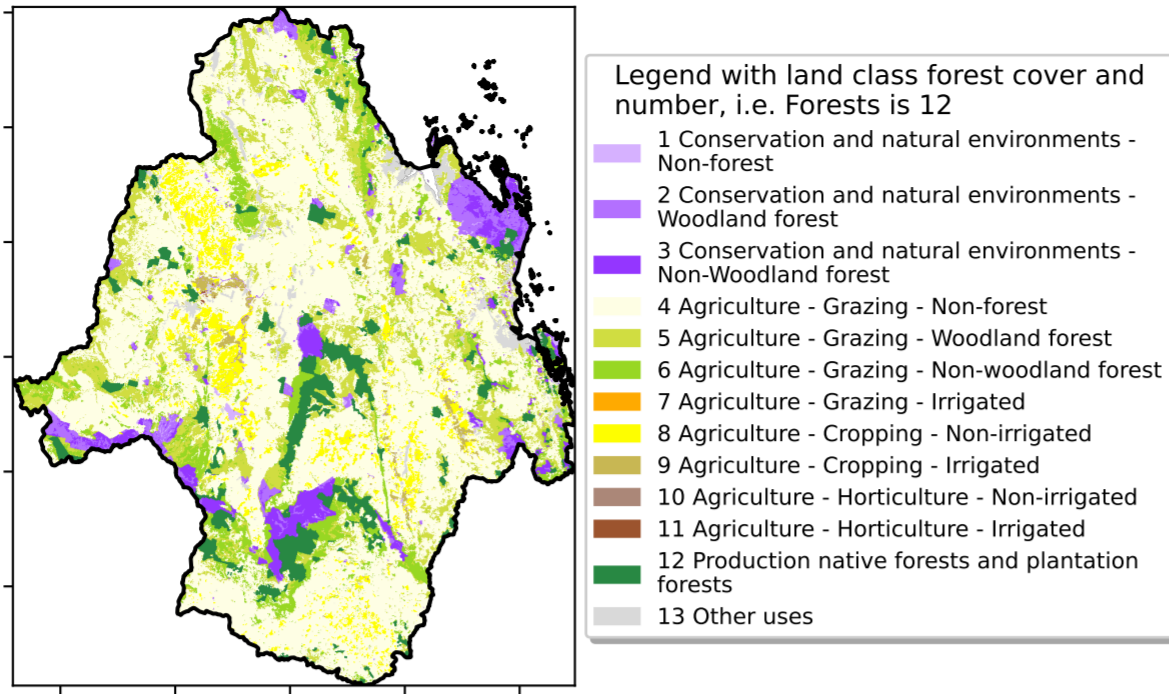 Legend with land class forest cover and
number, i.e. Forests is 12
1 Conservation and natural environments -
Non-forest
2 Conservation and natural environments -
Woodland forest
3 Conservation and natural environments -
Non-Woodland forest
4 Agriculture - Grazing - Non-forest
5 Agriculture - Grazing - Woodland forest
6 Agriculture - Grazing - Non-woodland forest
7 Agriculture - Grazing - Irrigated
8 Agriculture - Cropping - Non-irrigated
9 Agriculture - Cropping - Irrigated
10 Agriculture - Horticulture - Non-irrigated
11 Agriculture - Horticulture - Irrigated
12 Production native forests and plantation
forests
13 Other uses